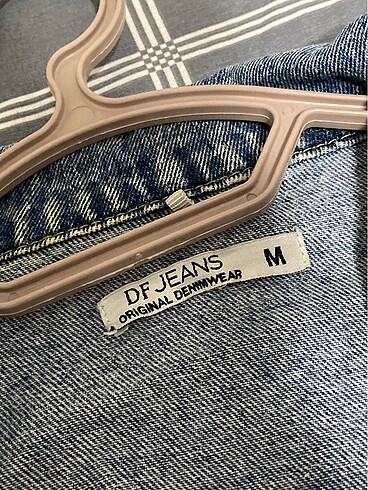 DF JEANS
ORIGINAL DENIMWEAR
M